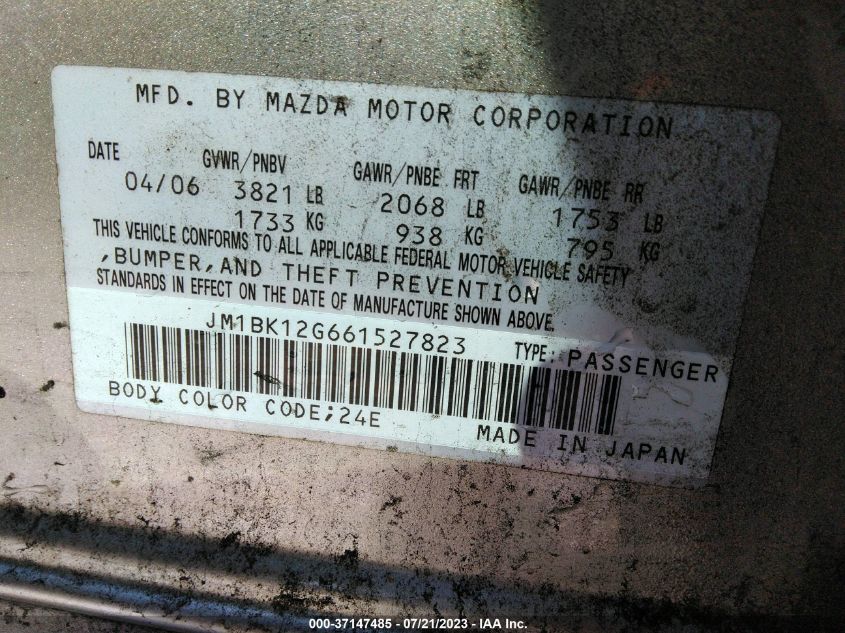 MFD. BY MAZDA MOTOR CORPORATION
DATE GVWR/PNBV GAWR/PNBE FRT GAWR/PNBE RR
04/06 3821 LB 2068 LB 1753 LB
1733 KG 938 KG 795 KG
THIS VEHICLE CONFORMS TO ALL APPLICABLE FEDERAL MOTOR VEHICLE SAFETY
,BUMPER,AND THEFT PREVENTION
STANDARDS IN EFFECT ON THE DATE OF MANUFACTURE SHOWN ABOVE.
JM1BK12G661527823 TYPE: PASSENGER
BODY COLOR CODE;24E
MADE IN JAPAN
000-37147485 - 07/21/2023 - IAA Inc.